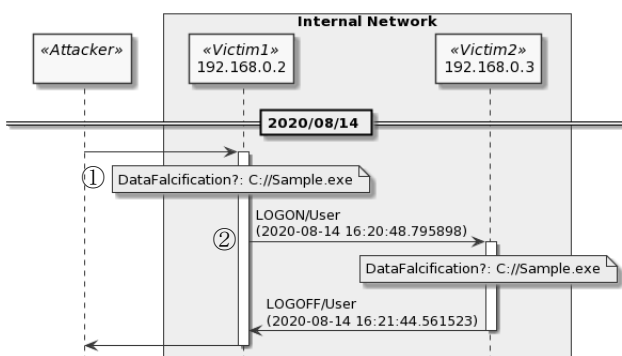 Internal Network
«Attacker»
«Victim1»
192.168.0.2
«Victim2»
192.168.0.3
2020/08/14
① DataFalcification?: C://Sample.exe
②
LOGON/User
(2020-08-14 16:20:48.795898)
DataFalcification?: C://Sample.exe
LOGOFF/User
(2020-08-14 16:21:44.561523)